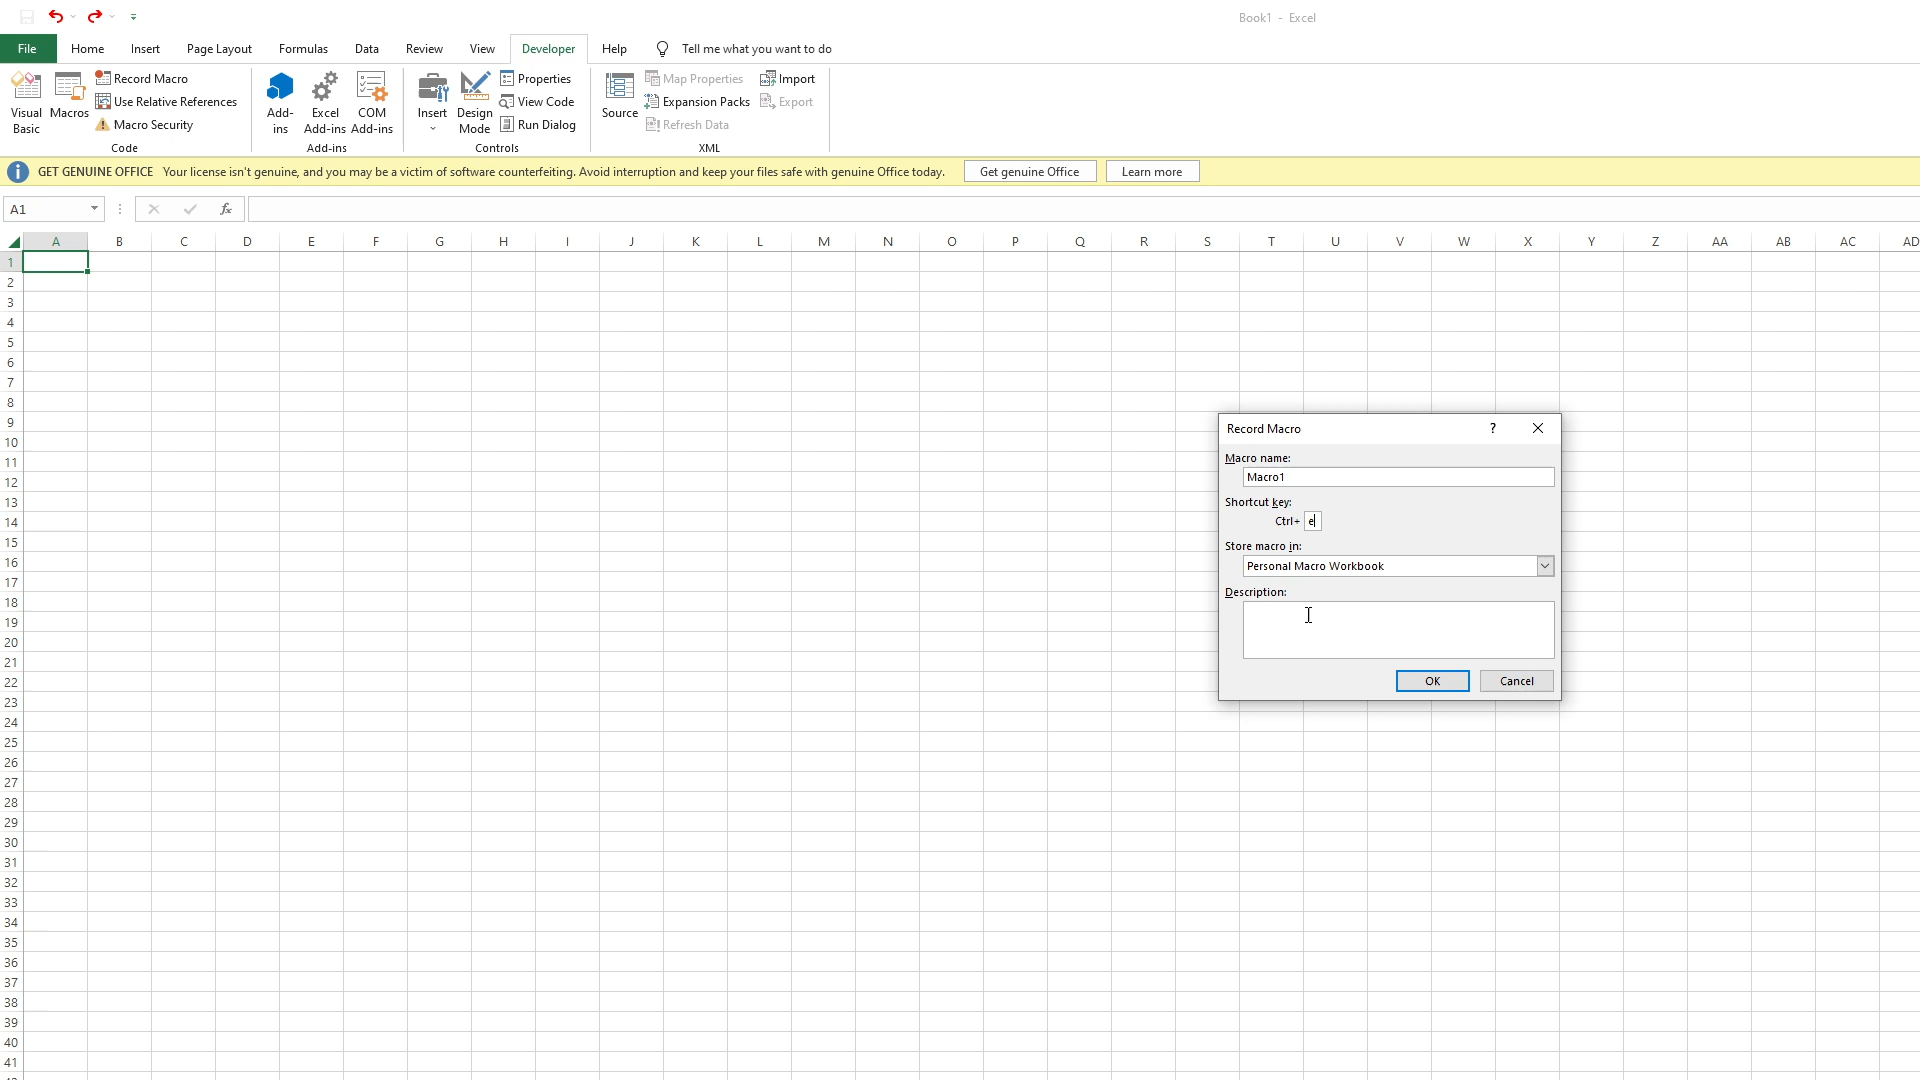 Book1 - Excel
File Home Insert Page Layout Formulas Data Review View Developer Help Tell me what you want to do
Visual Basic
Macros
Record Macro
Use Relative References
Macro Security
Code
Add-ins
Excel Add-ins
COM Add-ins
Add-ins
Insert
Design Mode
Properties
View Code
Run Dialog
Controls
Source
Map Properties
Expansion Packs
Refresh Data
Import
Export
XML
GET GENUINE OFFICE Your license isn't genuine, and you may be a victim of software counterfeiting. Avoid interruption and keep your files safe with genuine Office today. Get genuine Office Learn more
A1 fx
A B C D E F G H I J K L M N O P Q R S T U V W X Y Z AA AB AC AD
1
2
3
4
5
6
7
8
9
10
11
12
13
14
15
16
17
18
19
20
21
22
23
24
25
26
27
28
29
30
31
32
33
34
35
36
37
38
39
40
41
Record Macro ?
Macro name:
Macro1
Shortcut key:
Ctrl+ e
Store macro in:
Personal Macro Workbook
Description:
OK Cancel